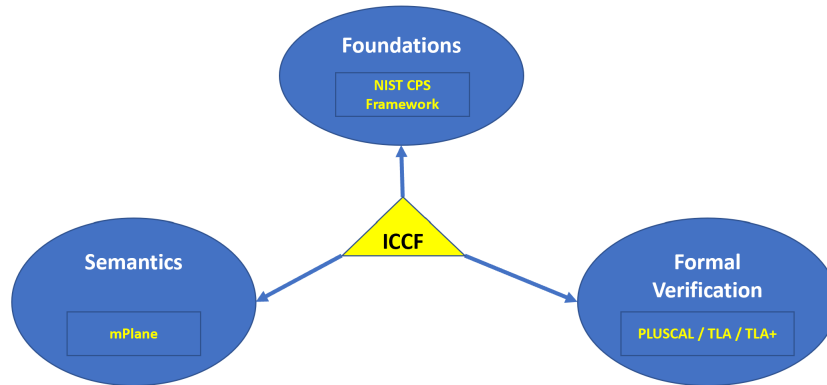 Foundations
NIST CPS
Framework
ICCF
Semantics
mPlane
Formal
Verification
PLUSCAL / TLA / TLA+